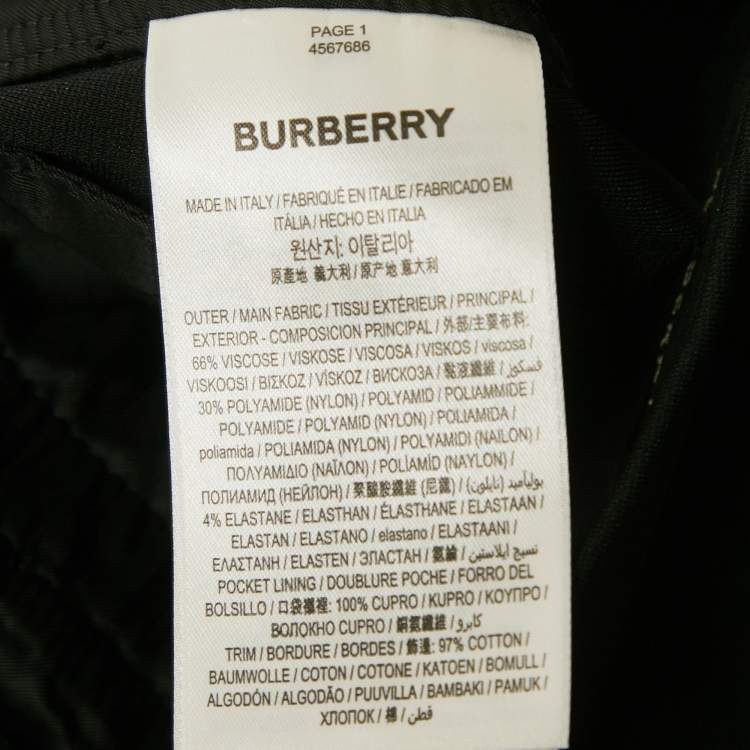 PAGE 1
4567686
BURBERRY
MADE IN ITALY / FABRIQUÉ EN ITALIE / FABRICADO EM
ITÁLIA / HECHO EN ITALIA
원산지: 이탈리아
原產地 義大利 / 原产地 意大利
OUTER / MAIN FABRIC / TISSU EXTÉRIEUR / PRINCIPAL /
EXTERIOR - COMPOSICION PRINCIPAL / 外部/主要布料:
66% VISCOSE / VISKOSE / VISCOSA / VISKOS / viscosa /
VISKOOSI / ΒΙΣΚΟΖ / VİSKOZ / ВИСКОЗА / 黏液纖維 / فسكوز
30% POLYAMIDE (NYLON) / POLYAMID / POLIAMMIDE /
POLYAMIDE / POLYAMID (NYLON) / POLIAMIDA /
poliamida / POLIAMIDA (NYLON) / POLYAMIDI (NAILON) /
ΠΟΛΥΑΜΙΔΙΟ (ΝΑΪΛΟΝ) / POLİAMİD (NAYLON) /
ПОЛИАМИД (НЕЙЛОН) / 聚醯胺纖維 (尼龍) / بوليأميد (نايلون)
4% ELASTANE / ELASTHAN / ÉLASTHANE / ELASTAAN /
ELASTAN / ELASTANO / elastano / ELASTAANI /
ΕΛΑΣΤΑΝΗ / ELASTEN / ЭЛАСТАН / 氨綸 / نسيج ايلاستين
POCKET LINING / DOUBLURE POCHE / FORRO DEL
BOLSILLO / 口袋襯裡: 100% CUPRO / KUPRO / ΚΟΥΠΡΟ /
ВОЛОКНО CUPRO / 銅氨纖維 / كابرو
TRIM / BORDURE / BORDES / 飾邊: 97% COTTON /
BAUMWOLLE / COTON / COTONE / KATOEN / BOMULL /
ALGODÓN / ALGODÃO / PUUVILLA / ΒΑΜΒΑΚΙ / PAMUK /
ХЛОПОК / 棉 / قطن /